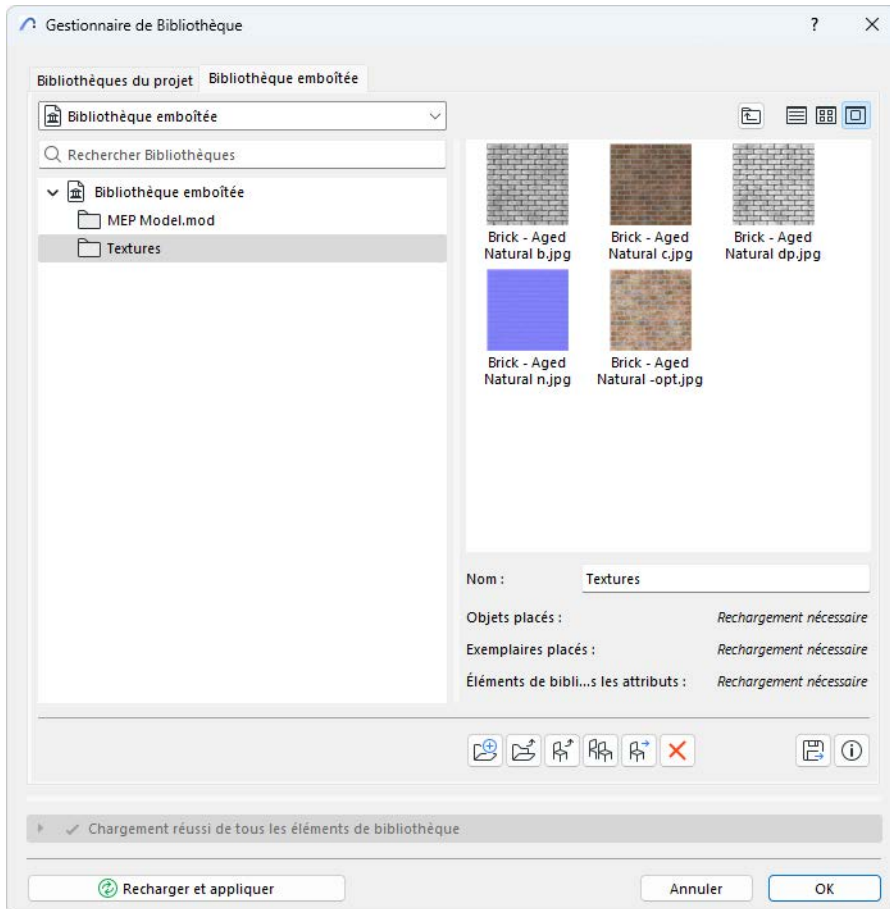 Gestionnaire de Bibliothèque
?
Bibliothèques du projet
Bibliothèque emboîtée
Bibliothèque emboîtée
Rechercher Bibliothèques
Bibliothèque emboîtée
MEP Model.mod
Textures
Brick - Aged
Natural b.jpg
Brick - Aged
Natural c.jpg
Brick - Aged
Natural dp.jpg
Brick - Aged
Natural n.jpg
Brick - Aged
Natural -opt.jpg
Nom :
Textures
Objets placés :
Rechargement nécessaire
Exemplaires placés :
Rechargement nécessaire
Éléments de bibli...s les attributs :
Rechargement nécessaire
Chargement réussi de tous les éléments de bibliothèque
Recharger et appliquer
Annuler
OK